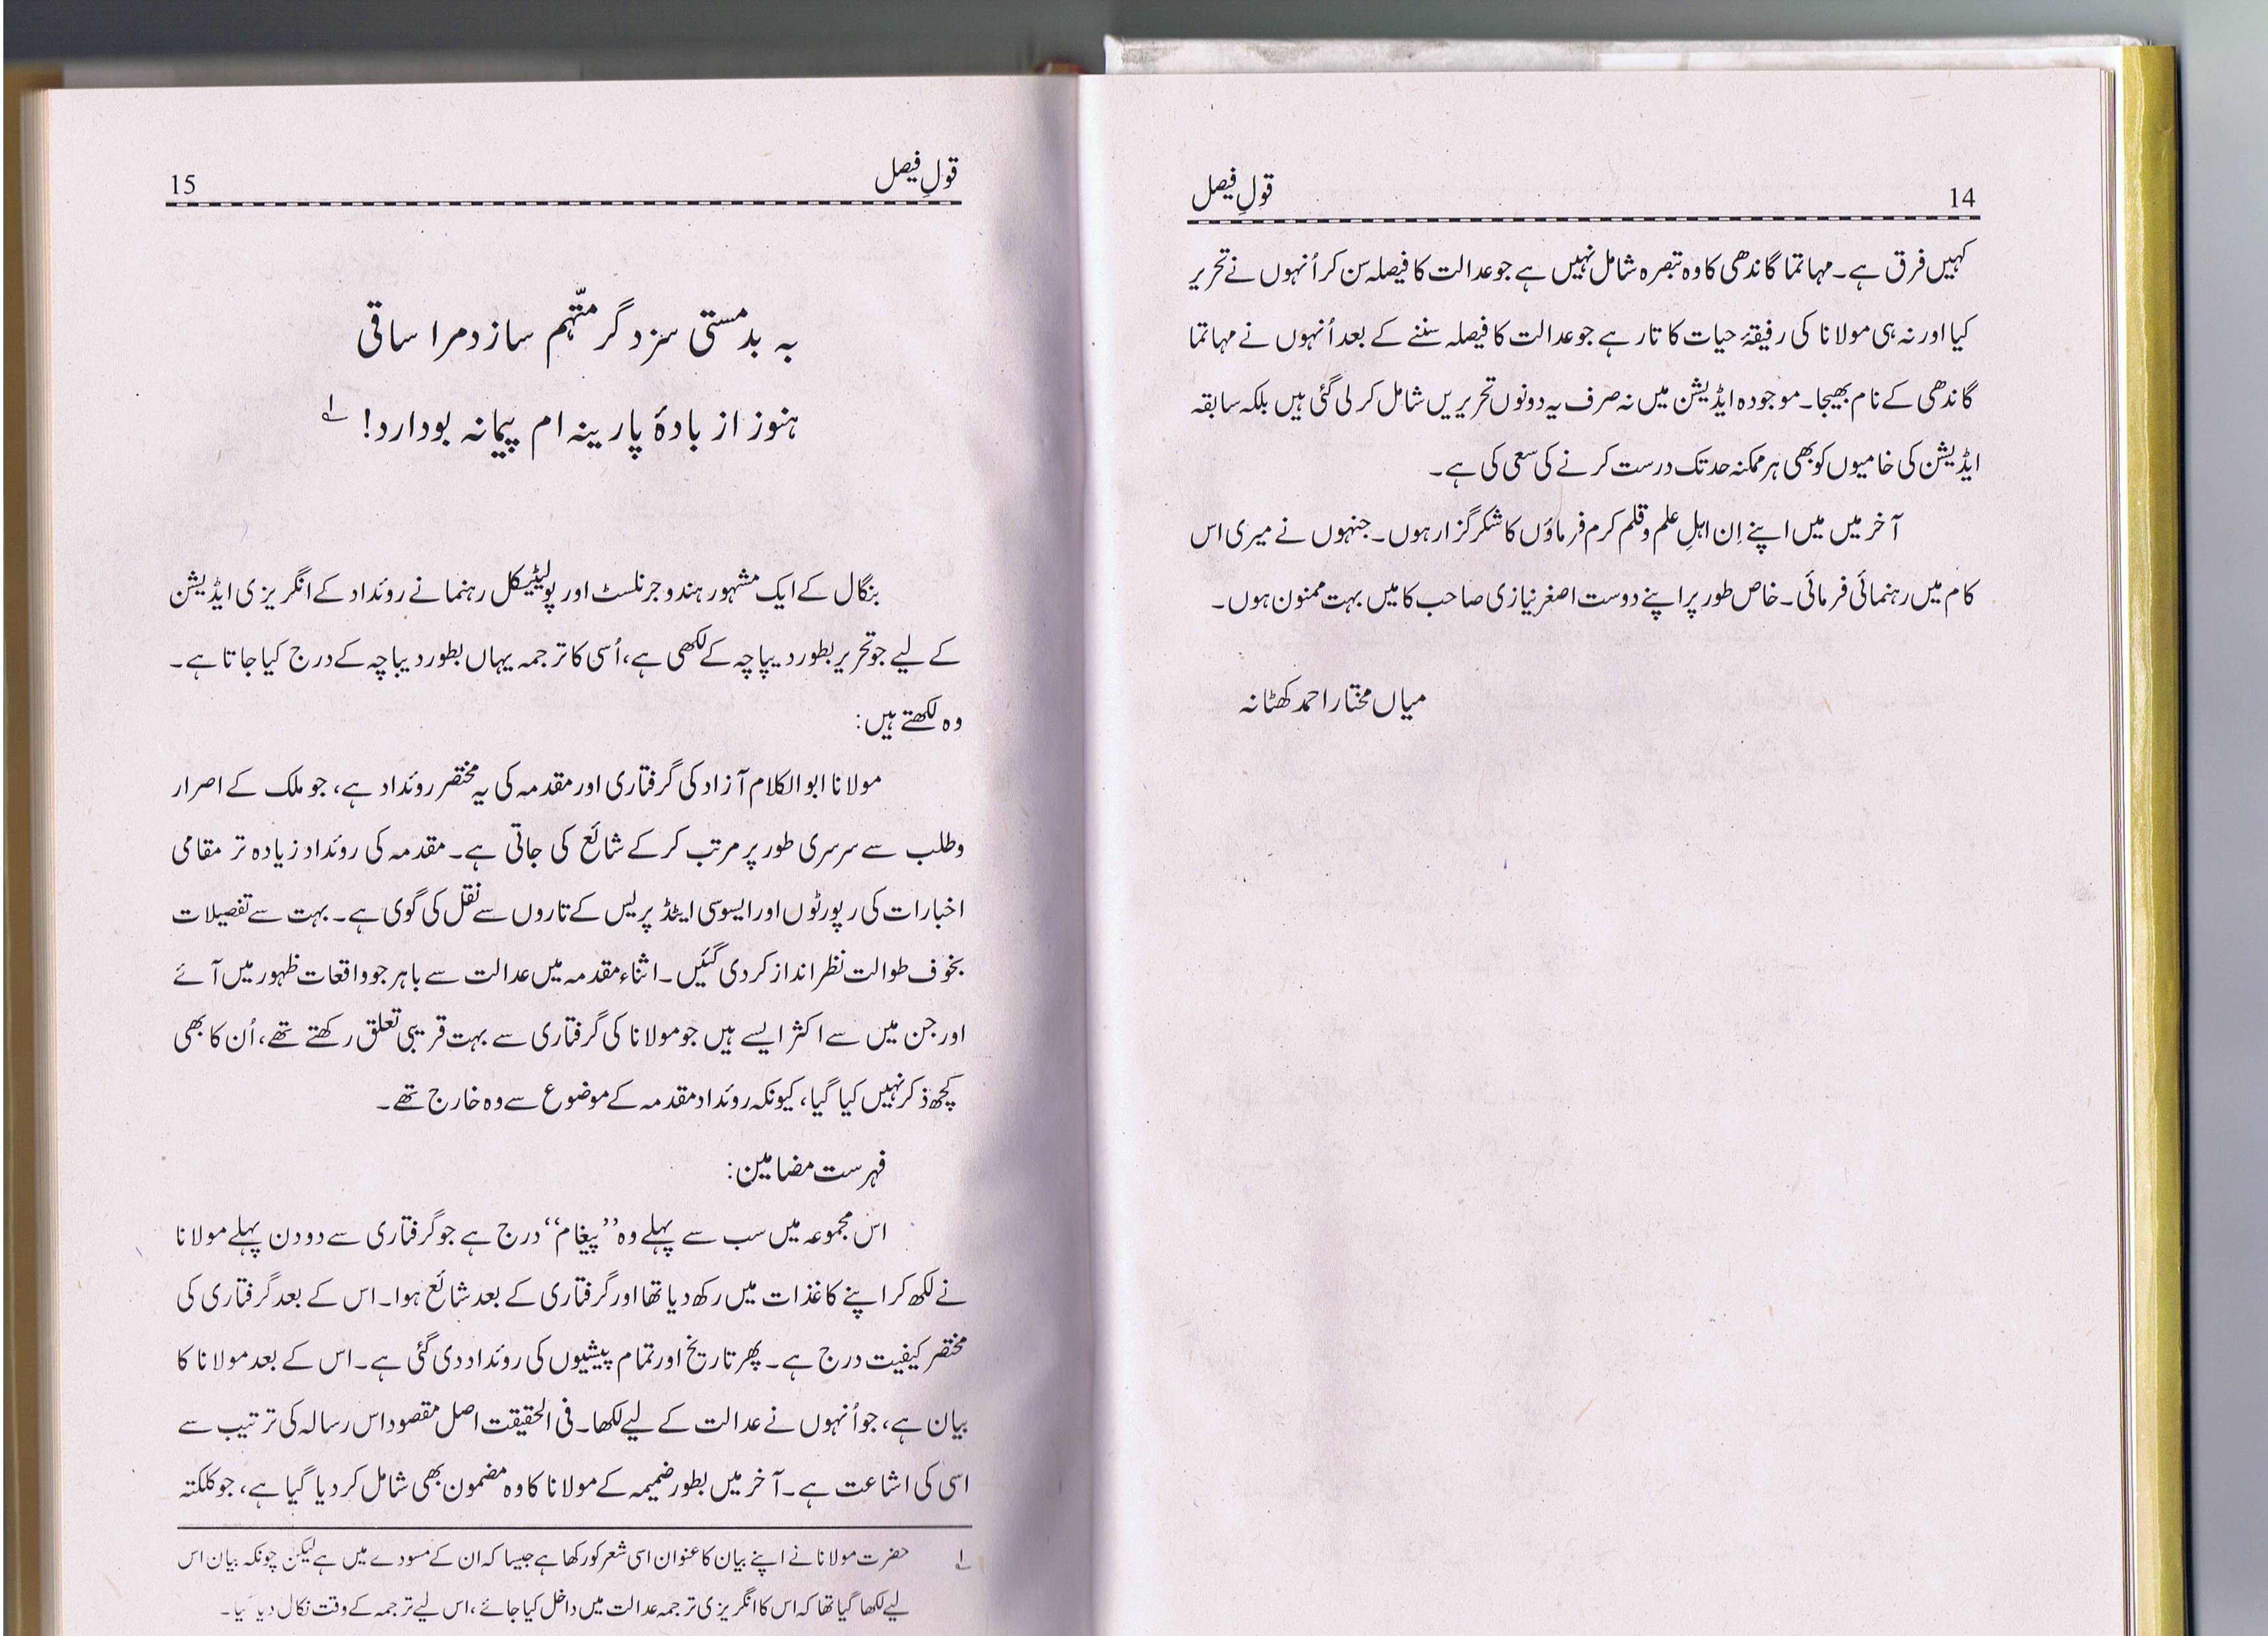 14
قولِ فیصل
کہیں فرق ہے۔ مہاتما گاندھی کا وہ تبصرہ شامل نہیں ہے جو عدالت کا فیصلہ سن کر اُنہوں نے تحریر
کیا اور نہ ہی مولانا کی رفیقۂ حیات کا تار ہے جو عدالت کا فیصلہ سننے کے بعد اُنہوں نے مہاتما
گاندھی کے نام بھیجا۔ موجودہ ایڈیشن میں نہ صرف یہ دونوں تحریریں شامل کر لی گئی ہیں بلکہ سابقہ
ایڈیشن کی خامیوں کو بھی ہر ممکنہ حد تک درست کرنے کی سعی کی ہے۔
آخر میں میں اپنے اِن اہلِ علم و قلم کرم فرماؤں کا شکر گزار ہوں۔ جنہوں نے میری اس
کام میں رہنمائی فرمائی۔ خاص طور پر اپنے دوست اصغر نیازی صاحب کا میں بہت ممنون ہوں۔
میاں مختار احمد کھٹانہ
قولِ فیصل
15
بہ بدمستی سزد گر متّہم سازد مرا ساقی
ہنوز از بادۂ پارینہ ام پیمانہ بودارد! ۱؎
بنگال کے ایک مشہور ہندو جرنلسٹ اور پولیٹیکل رہنما نے روئداد کے انگریزی ایڈیشن
کے لیے جو تحریر بطور دیباچہ کے لکھی ہے، اُسی کا ترجمہ یہاں بطور دیباچہ کے درج کیا جاتا ہے۔
وہ لکھتے ہیں:
مولانا ابوالکلام آزاد کی گرفتاری اور مقدمہ کی یہ مختصر روئداد ہے، جو ملک کے اصرار
وطلب سے سرسری طور پر مرتب کر کے شائع کی جاتی ہے۔ مقدمہ کی روئداد زیادہ تر مقامی
اخبارات کی رپورٹوں اور ایسوسی ایٹڈ پریس کے تاروں سے نقل کی گوی ہے۔ بہت سے تفصیلات
بخوف طوالت نظر انداز کر دی گئیں۔ اثناء مقدمہ میں عدالت سے باہر جو واقعات ظہور میں آئے
اور جن میں سے اکثر ایسے ہیں جو مولانا کی گرفتاری سے بہت قریبی تعلق رکھتے تھے، اُن کا بھی
کچھ ذکر نہیں کیا گیا، کیونکہ روئداد مقدمہ کے موضوع سے وہ خارج تھے۔
فہرست مضامین:
اس مجموعہ میں سب سے پہلے وہ ’’پیغام‘‘ درج ہے جو گرفتاری سے دو دن پہلے مولانا
نے لکھ کر اپنے کاغذات میں رکھ دیا تھا اور گرفتاری کے بعد شائع ہوا۔ اس کے بعد گرفتاری کی
مختصر کیفیت درج ہے۔ پھر تاریخ اور تمام پیشیوں کی روئداد دی گئی ہے۔ اس کے بعد مولانا کا
بیان ہے، جو اُنہوں نے عدالت کے لیے لکھا۔ فی الحقیقت اصل مقصود اس رسالہ کی ترتیب سے
اسی کی اشاعت ہے۔ آخر میں بطور ضمیمہ کے مولانا کا وہ مضمون بھی شامل کر دیا گیا ہے، جو کلکتہ
۱؎ حضرت مولانا نے اپنے بیان کا عنوان اسی شعر کو رکھا ہے جیسا کہ ان کے مسودے میں ہے لیکن چونکہ بیان اس
لیے لکھا گیا تھا کہ اس کا انگریزی ترجمہ عدالت میں داخل کیا جائے، اس لیے ترجمہ کے وقت نکال دیا گیا۔